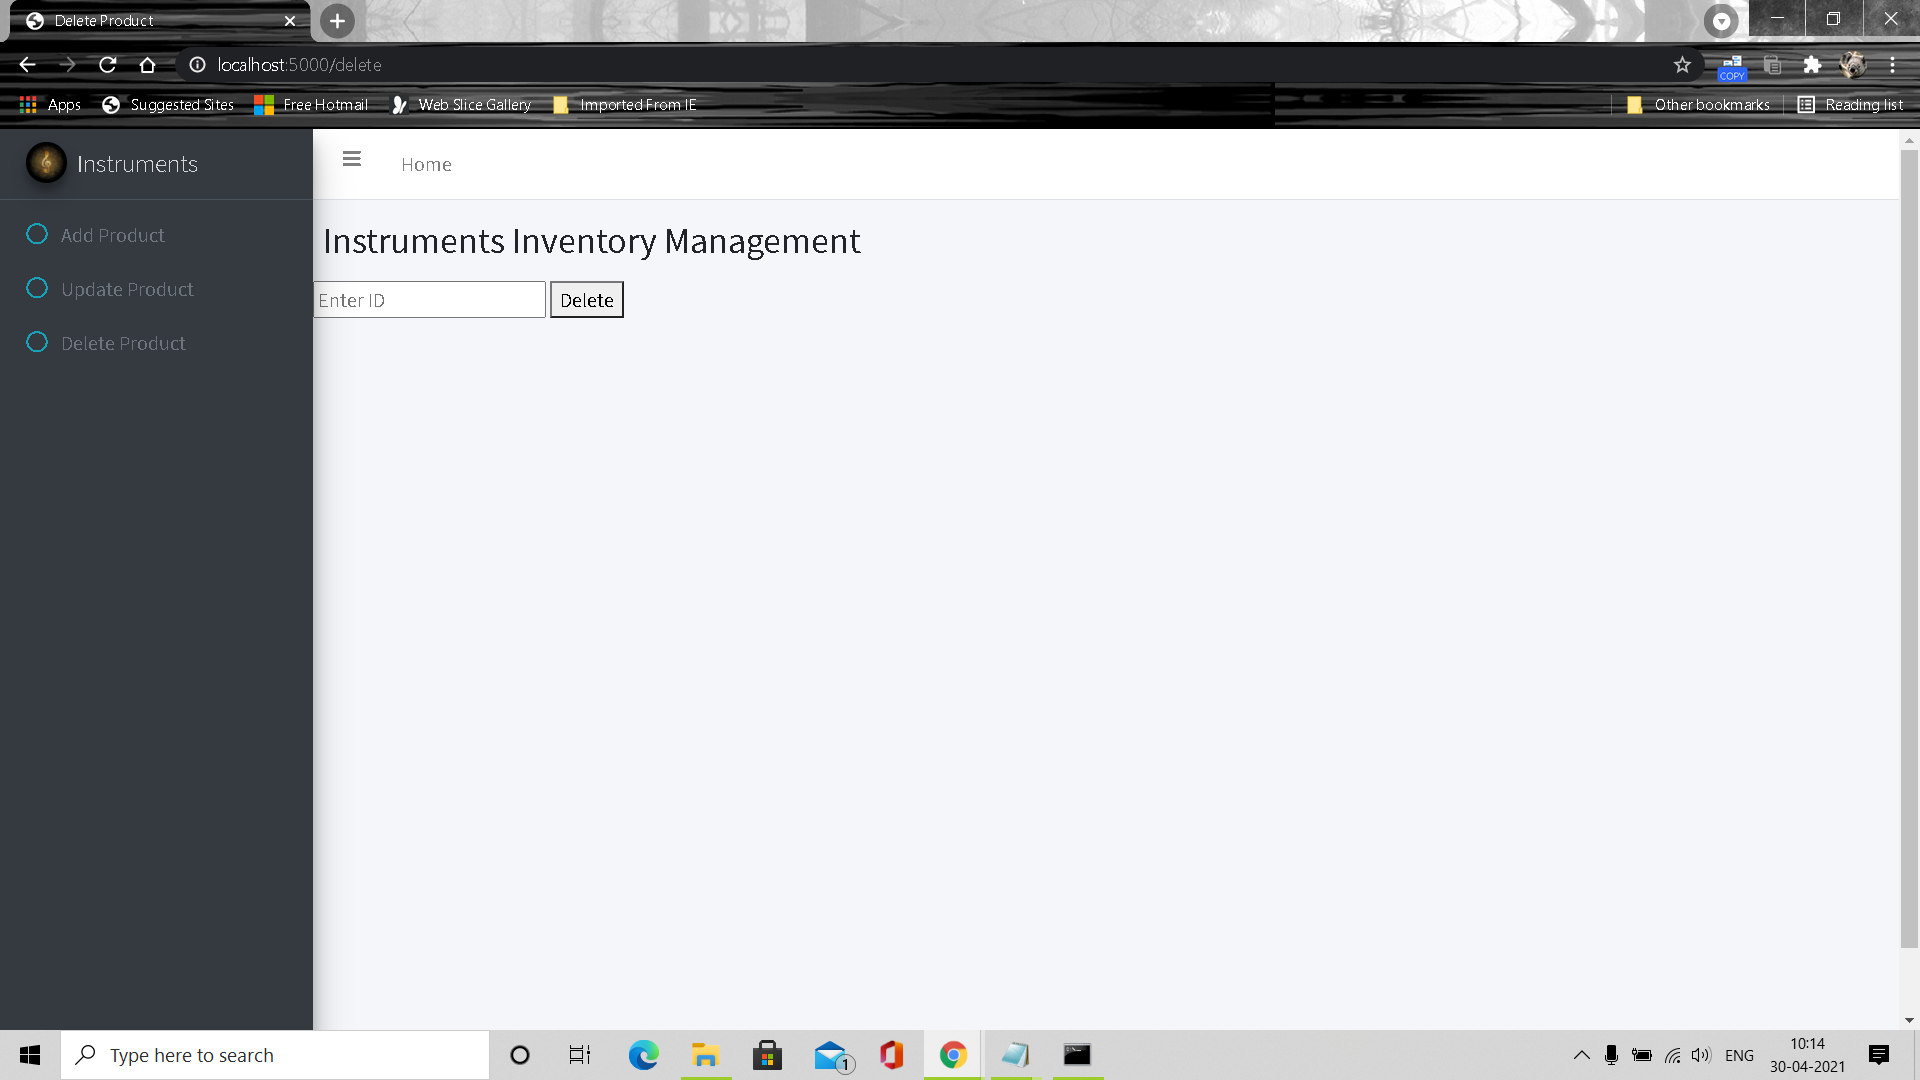 Delete Product
localhost:5000/delete
COPY
Apps Suggested Sites Free Hotmail Web Slice Gallery Imported From IE Other bookmarks Reading list
Instruments
Home
Add Product
Update Product
Delete Product
Instruments Inventory Management
Enter ID Delete
Type here to search
1
ENG
10:14
30-04-2021